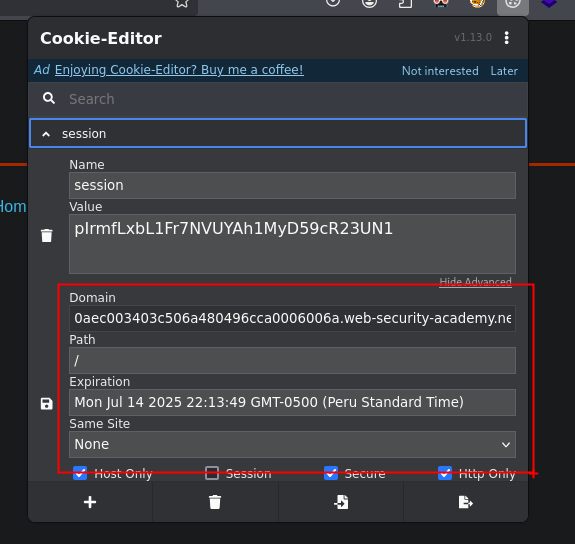 Cookie-Editor
v1.13.0
Ad Enjoying Cookie-Editor? Buy me a coffee! Not interested Later
Search
session
Name
session
Hom
Value
pIrmfLxbL1Fr7NVUYAh1MyD59cR23UN1
Hide Advanced
Domain
0aec003403c506a480496cca0006006a.web-security-academy.ne
Path
/
Expiration
Mon Jul 14 2025 22:13:49 GMT-0500 (Peru Standard Time)
Same Site
None
Host Only Session Secure Http Only